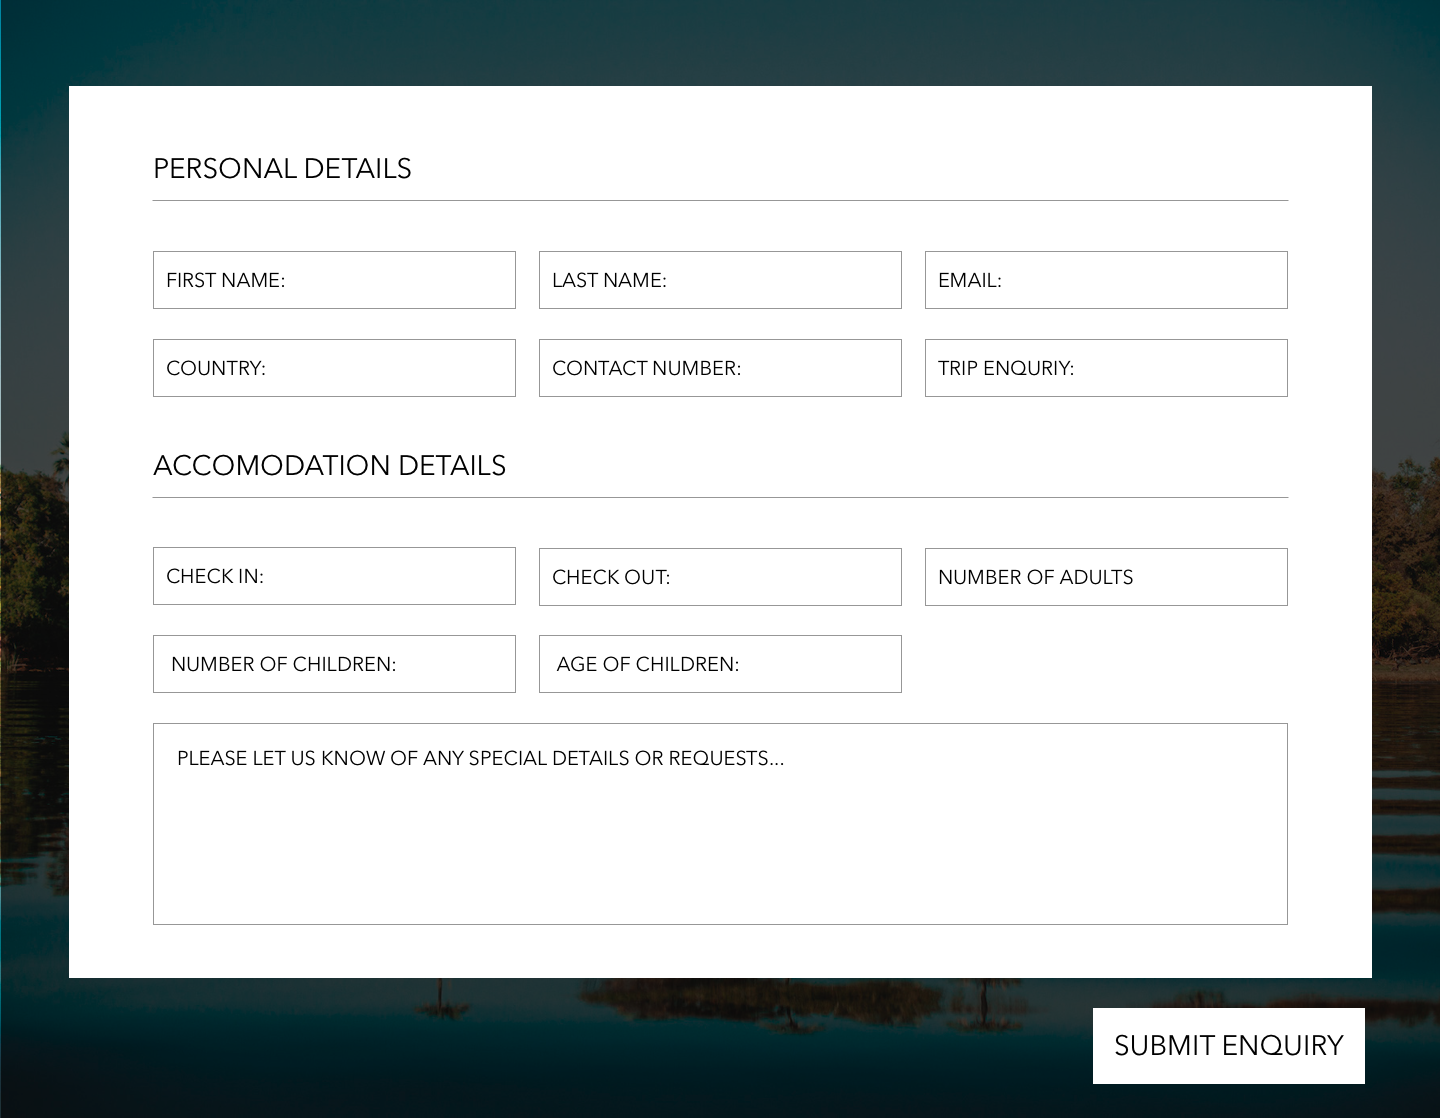 PERSONAL DETAILS
FIRST NAME:
LAST NAME:
EMAIL:
COUNTRY:
CONTACT NUMBER:
TRIP ENQURIY:
ACCOMODATION DETAILS
CHECK IN:
CHECK OUT:
NUMBER OF ADULTS
NUMBER OF CHILDREN:
AGE OF CHILDREN:
PLEASE LET US KNOW OF ANY SPECIAL DETAILS OR REQUESTS...
SUBMIT ENQUIRY